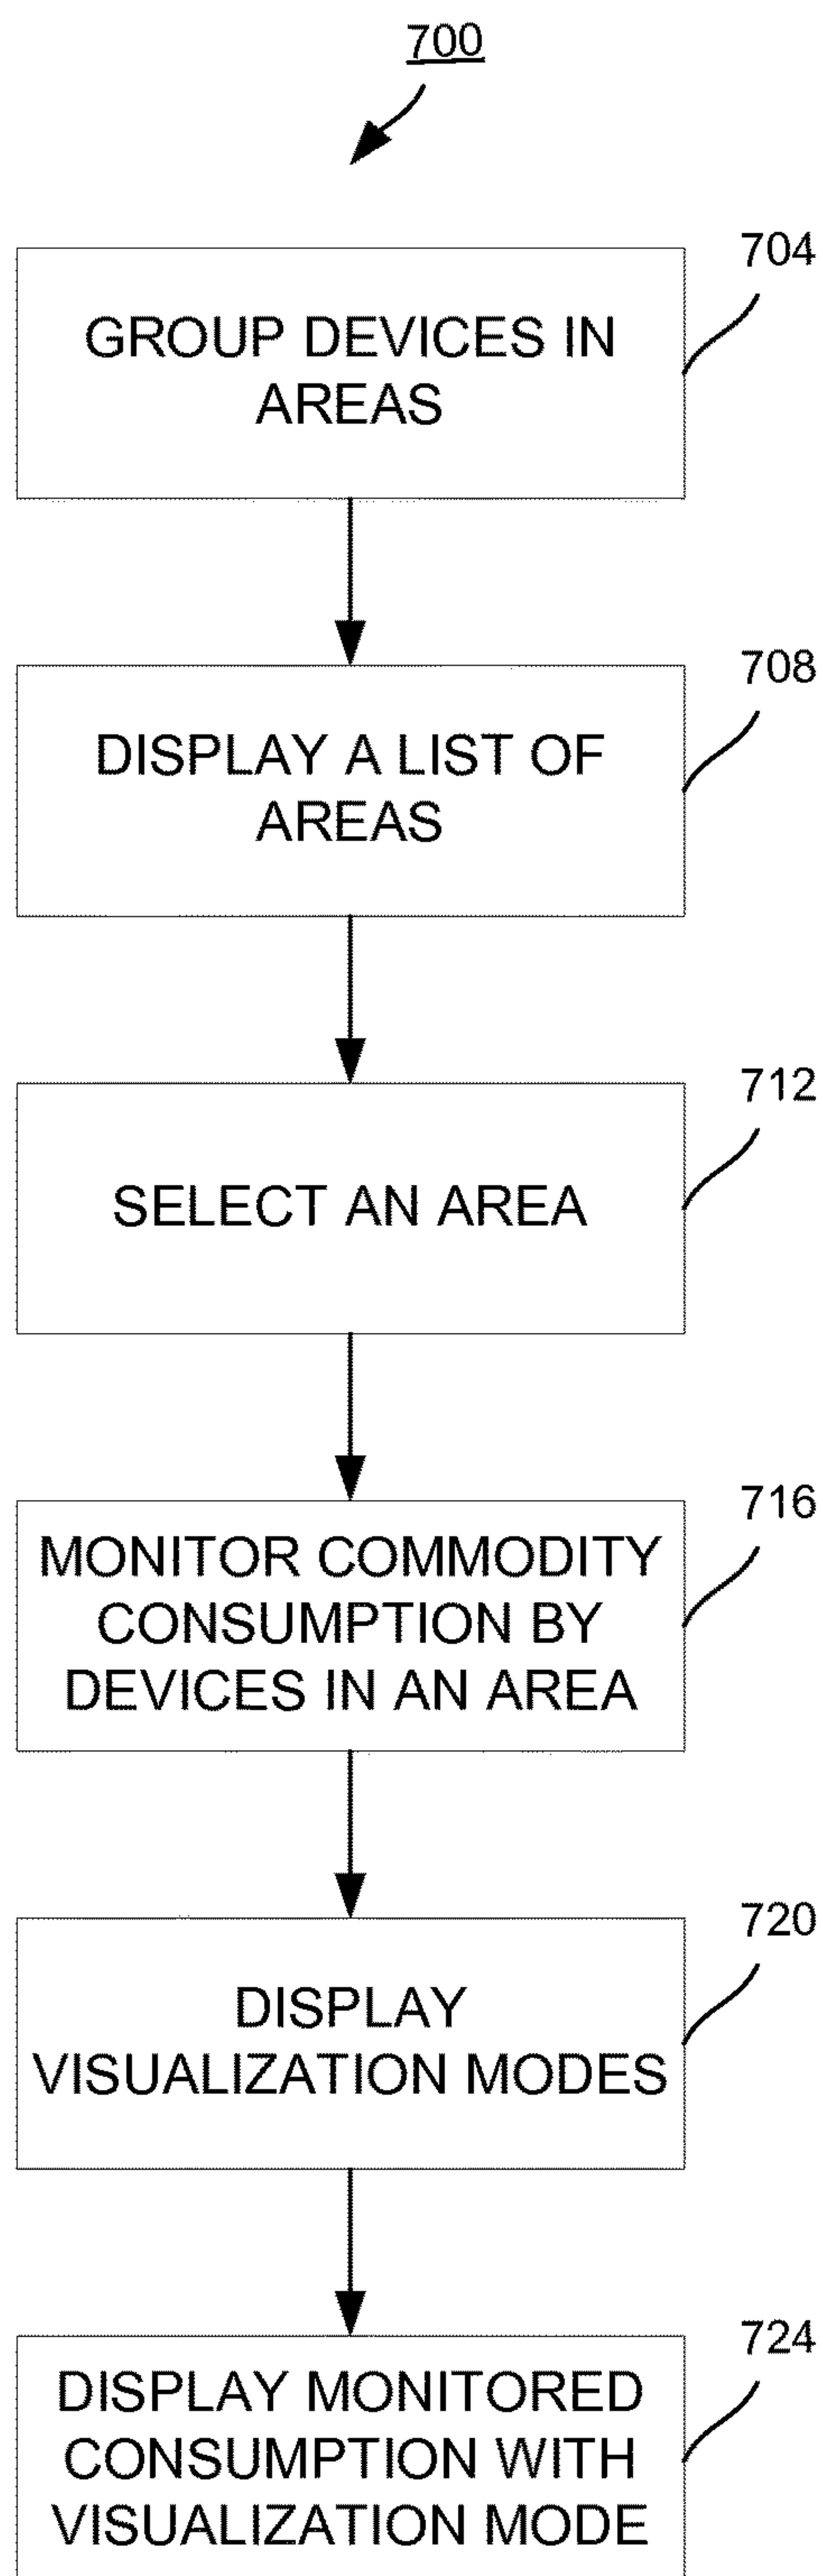 700
704
GROUP DEVICES IN
AREAS
708
DISPLAY A LIST OF
AREAS
712
SELECT AN AREA
716
MONITOR COMMODITY
CONSUMPTION BY
DEVICES IN AN AREA
720
DISPLAY
VISUALIZATION MODES
724
DISPLAY MONITORED
CONSUMPTION WITH
VISUALIZATION MODE